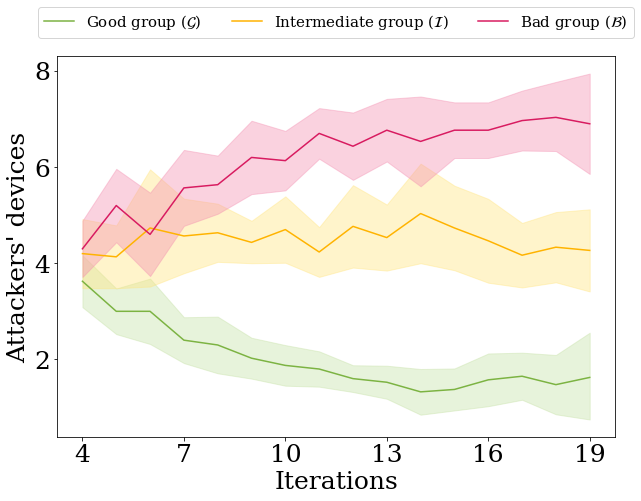 Good group (𝒢) Intermediate group (ℐ) Bad group (ℬ)
8
6
4
2
Attackers' devices
4 7 10 13 16 19
Iterations